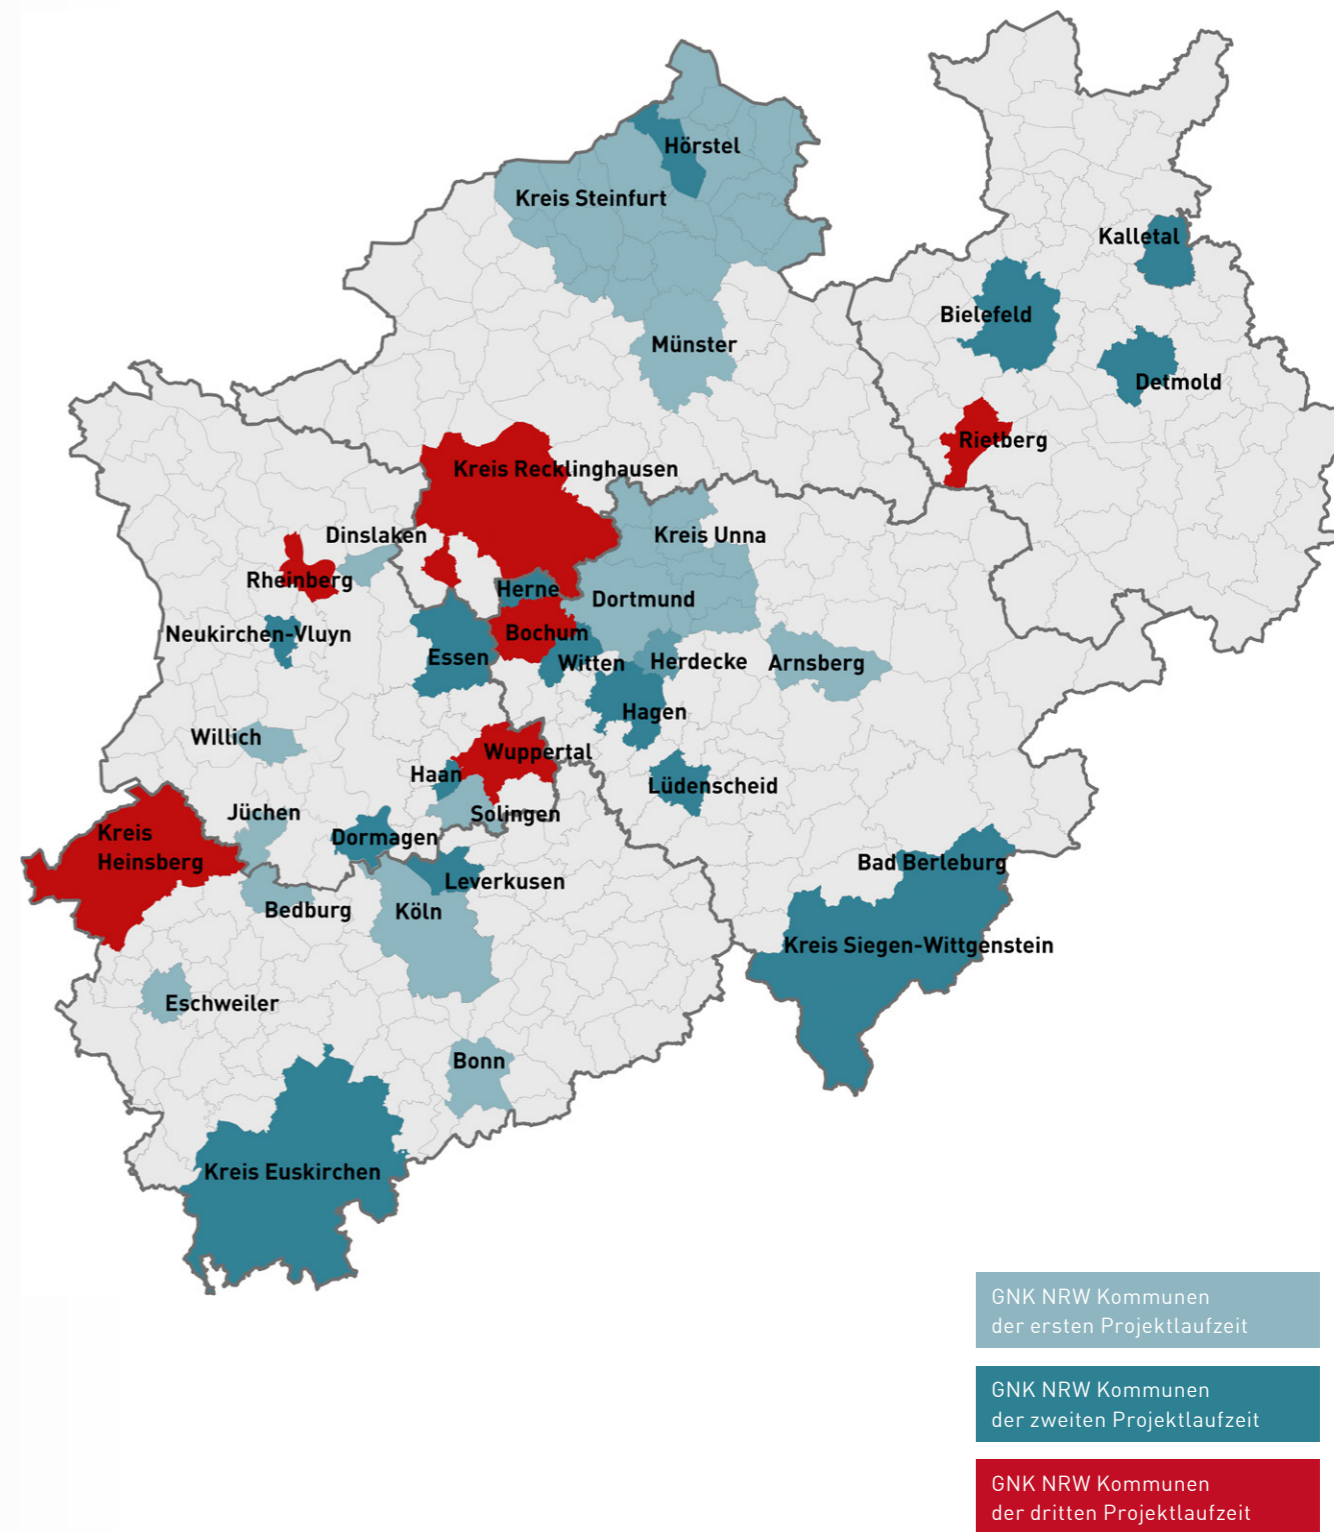 Hörstel
Kreis Steinfurt
Kalletal
Bielefeld
Münster
Detmold
Rietberg
Kreis Recklinghausen
Dinslaken
Kreis Unna
Rheinberg
Herne
Dortmund
Neukirchen-Vluyn
Bochum
Essen
Witten
Herdecke
Arnsberg
Hagen
Willich
Wuppertal
Haan
Lüdenscheid
Jüchen
Solingen
Kreis
Heinsberg
Dormagen
Bad Berleburg
Leverkusen
Bedburg
Köln
Kreis Siegen-Wittgenstein
Eschweiler
Bonn
Kreis Euskirchen
GNK NRW Kommunen
der ersten Projektlaufzeit
GNK NRW Kommunen
der zweiten Projektlaufzeit
GNK NRW Kommunen
der dritten Projektlaufzeit